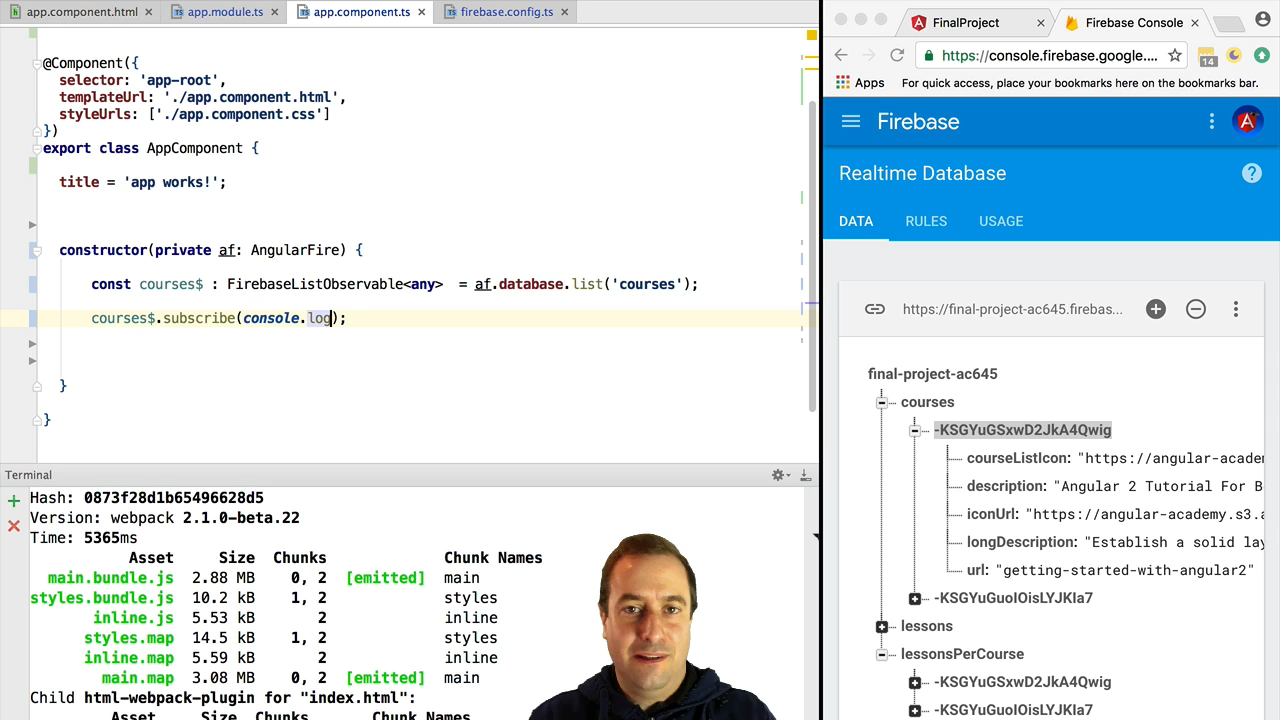 app.component.html
app.module.ts
app.component.ts
firebase.config.ts
@Component({
selector: 'app-root',
templateUrl: './app.component.html',
styleUrls: ['./app.component.css']
})
export class AppComponent {
title = 'app works!';
constructor(private af: AngularFire) {
const courses$ : FirebaseListObservable<any> = af.database.list('courses');
courses$.subscribe(console.log);
}
}
Terminal
Hash: 0873f28d1b65496628d5
Version: webpack 2.1.0-beta.22
Time: 5365ms
Asset Size Chunks Chunk Names
main.bundle.js 2.88 MB 0, 2 [emitted] main
styles.bundle.js 10.2 kB 1, 2 styles
inline.js 5.53 kB 2 inline
styles.map 14.5 kB 1, 2 styles
inline.map 5.59 kB 2 inline
main.map 3.08 MB 0, 2 [emitted] main
Child html-webpack-plugin for "index.html":
Asset Size Chunks Chunk Names
FinalProject
Firebase Console
https://console.firebase.google....
14
Apps
For quick access, place your bookmarks here on the bookmarks bar.
Firebase
Realtime Database
DATA RULES USAGE
https://final-project-ac645.firebas...
final-project-ac645
courses
-KSGYuGSxwD2JkA4Qwig
courseListIcon: "https://angular-acade
description: "Angular 2 Tutorial For B
iconUrl: "https://angular-academy.s3.a
longDescription: "Establish a solid lay
url: "getting-started-with-angular2"
-KSGYuGuoIOisLYJKIa7
lessons
lessonsPerCourse
-KSGYuGSxwD2JkA4Qwig
-KSGYuGuoIOisLYJKIa7